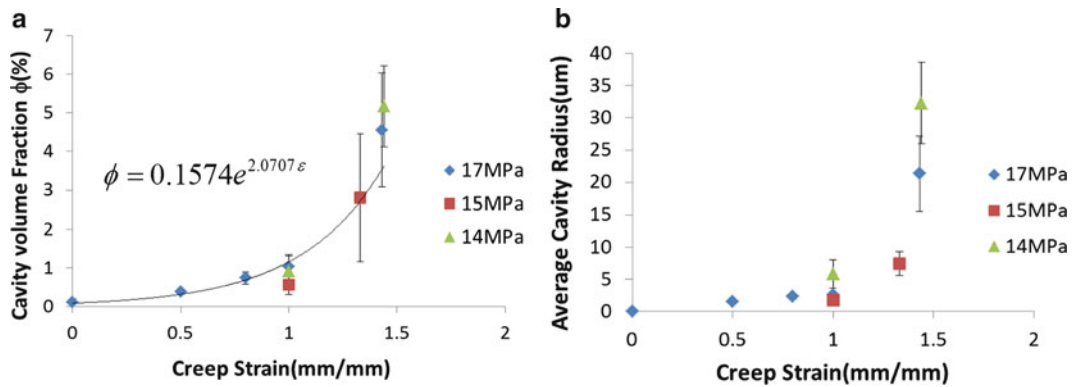 a
Cavity volume Fraction ϕ(%)
7
6
5
4
3
2
1
0
ϕ = 0.1574e^{2.0707ε}
17MPa
15MPa
14MPa
0 0.5 1 1.5 2
Creep Strain(mm/mm)
b
Average Cavity Radius(um)
40
35
30
25
20
15
10
5
0
17MPa
15MPa
14MPa
0 0.5 1 1.5 2
Creep Strain(mm/mm)